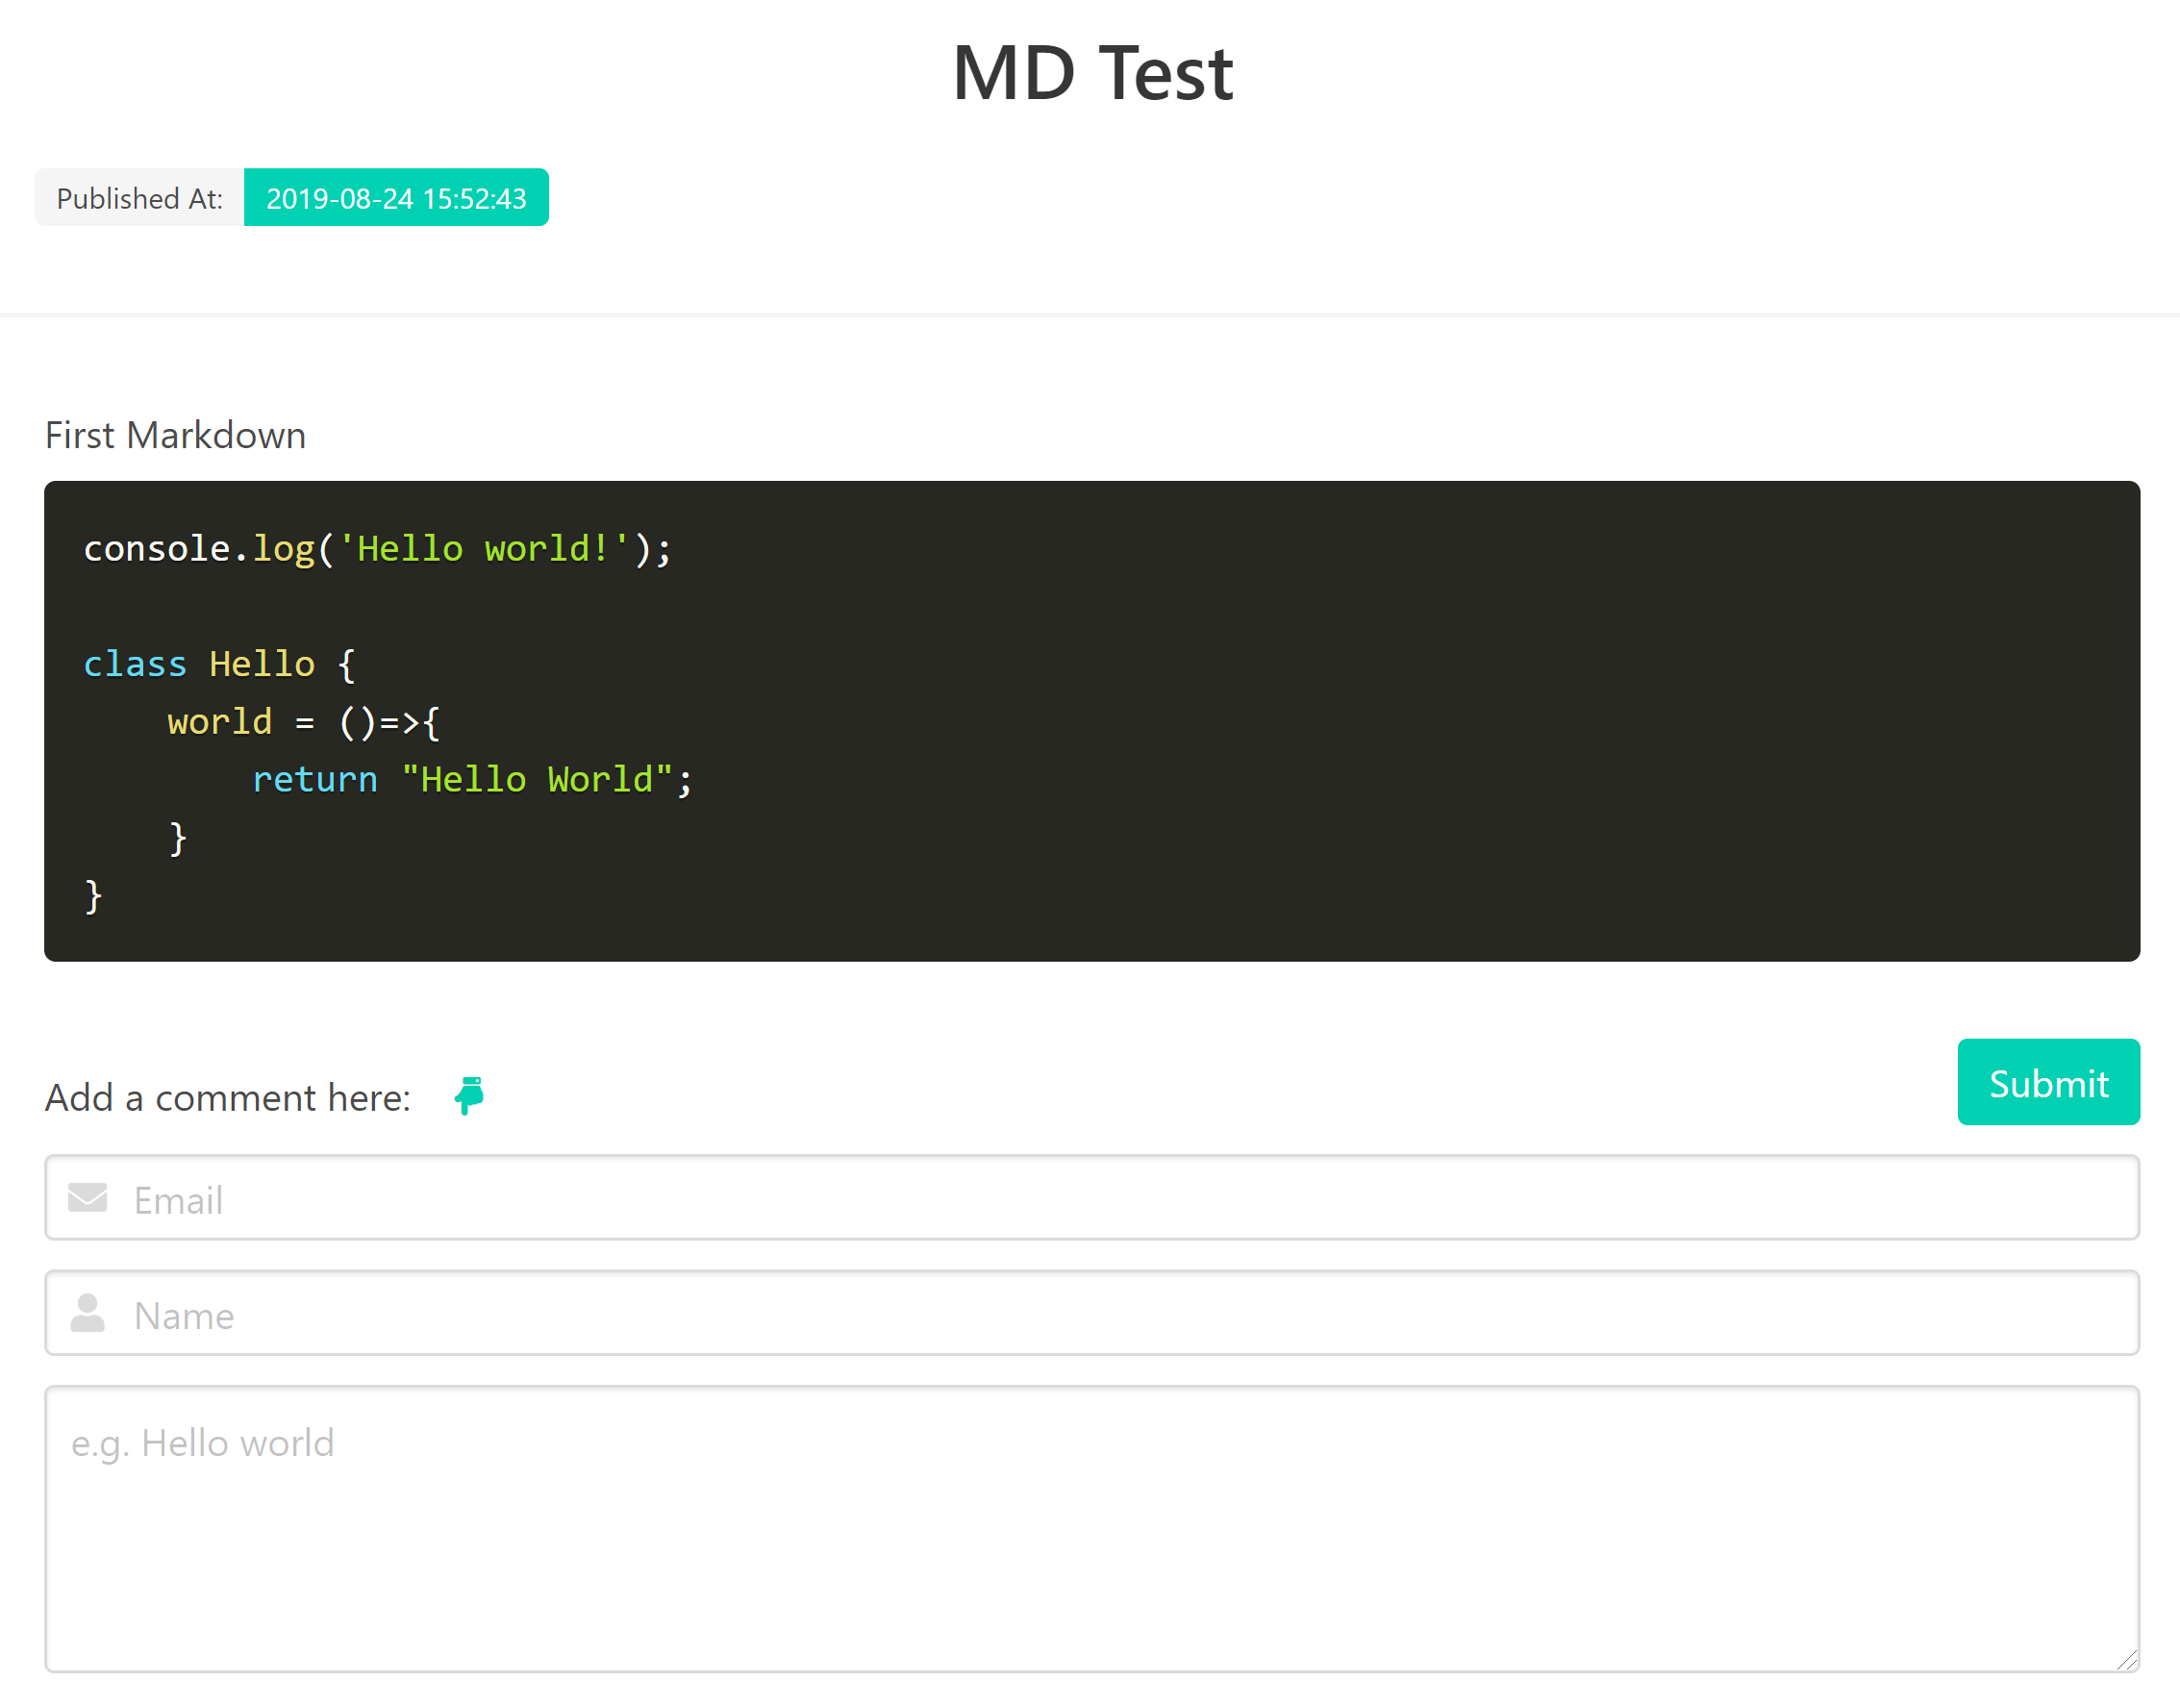 MD Test
Published At: 2019-08-24 15:52:43
First Markdown
console.log('Hello world!');
class Hello {
    world = ()=>{
        return "Hello World";
    }
}
Add a comment here:
Submit
Email
Name
e.g. Hello world